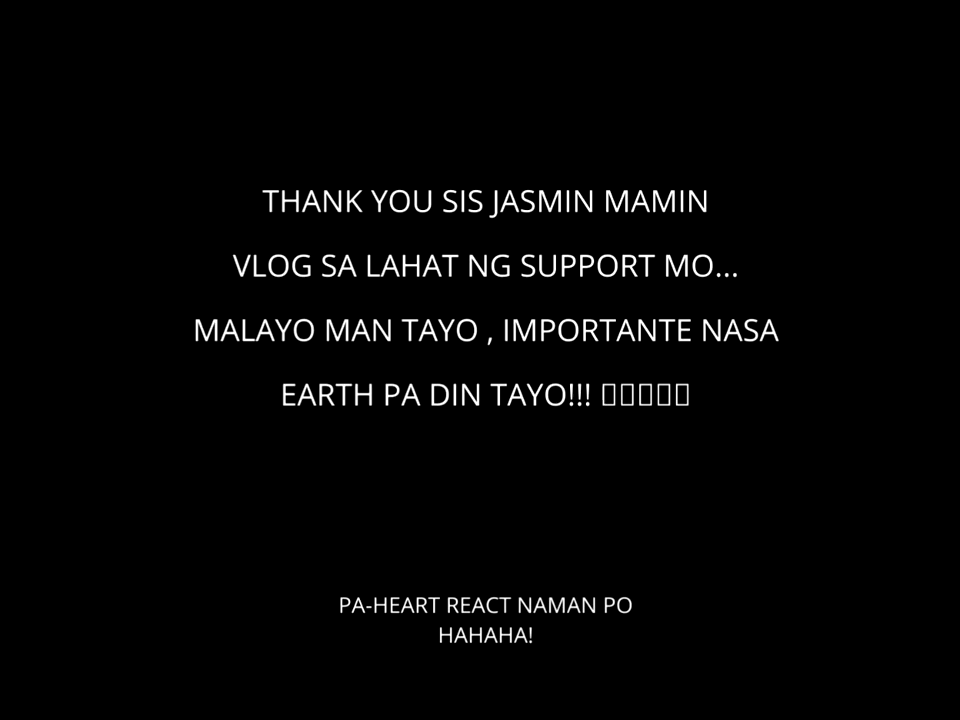 THANK YOU SIS JASMIN MAMIN
VLOG SA LAHAT NG SUPPORT MO...
MALAYO MAN TAYO , IMPORTANTE NASA
EARTH PA DIN TAYO!!! □□□□□
PA-HEART REACT NAMAN PO
HAHAHA!